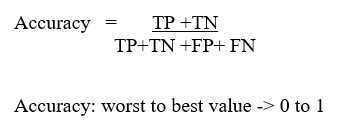 Accuracy = TP +TN
TP+TN +FP+ FN
Accuracy: worst to best value -> 0 to 1